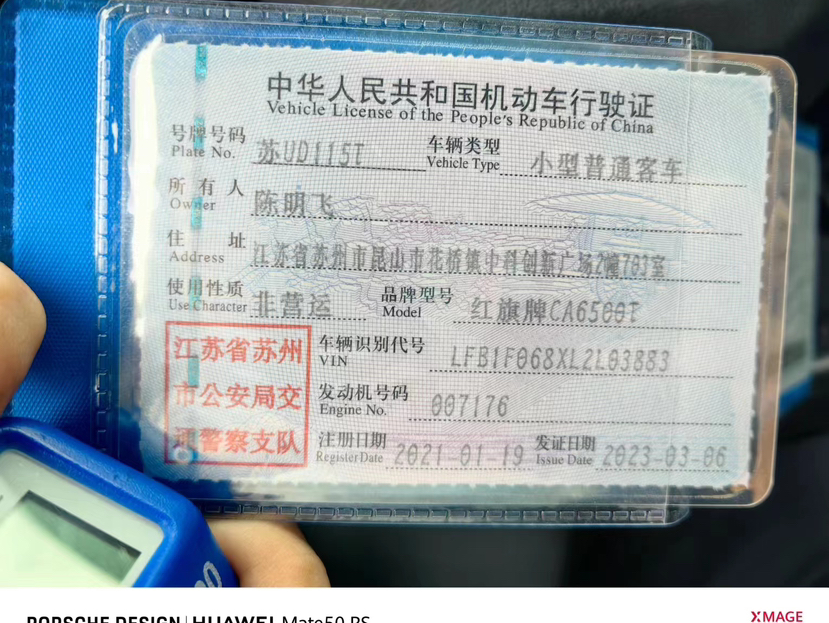 中华人民共和国机动车行驶证
Vehicle License of the People's Republic of China
号牌号码 苏UD115T 车辆类型 小型普通客车
Plate No. Vehicle Type
所有人 陈明飞
Owner
住址 江苏省苏州市昆山市花桥镇中科创新广场2幢703室
Address
使用性质 非营运 品牌型号 红旗牌CA6500T
Use Character Model
江苏省苏州
市公安局交
通警察支队
车辆识别代号 LFB1F068XL2L03883
VIN
发动机号码 007176
Engine No.
注册日期 2021-01-19 发证日期 2023-03-06
Register Date Issue Date
PORSCHE DESIGN | HUAWEI Mate50 RS
XMAGE